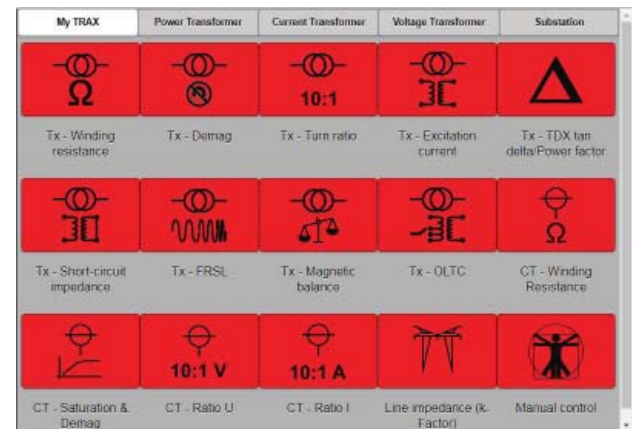 My TRAX
Power Transformer
Current Transformer
Voltage Transformer
Substation
Ω
10:1
Δ
Tx - Winding
resistance
Tx - Demag
Tx - Turn ratio
Tx - Excitation
current
Tx - TDX tan
delta/Power factor
Ω
Tx - Short-circuit
impedance
Tx - FRSL
Tx - Magnetic
balance
Tx - OLTC
CT - Winding
Resistance
10:1 V
10:1 A
CT - Saturation &
Demag
CT - Ratio U
CT - Ratio I
Line impedance (k-
Factor)
Manual control